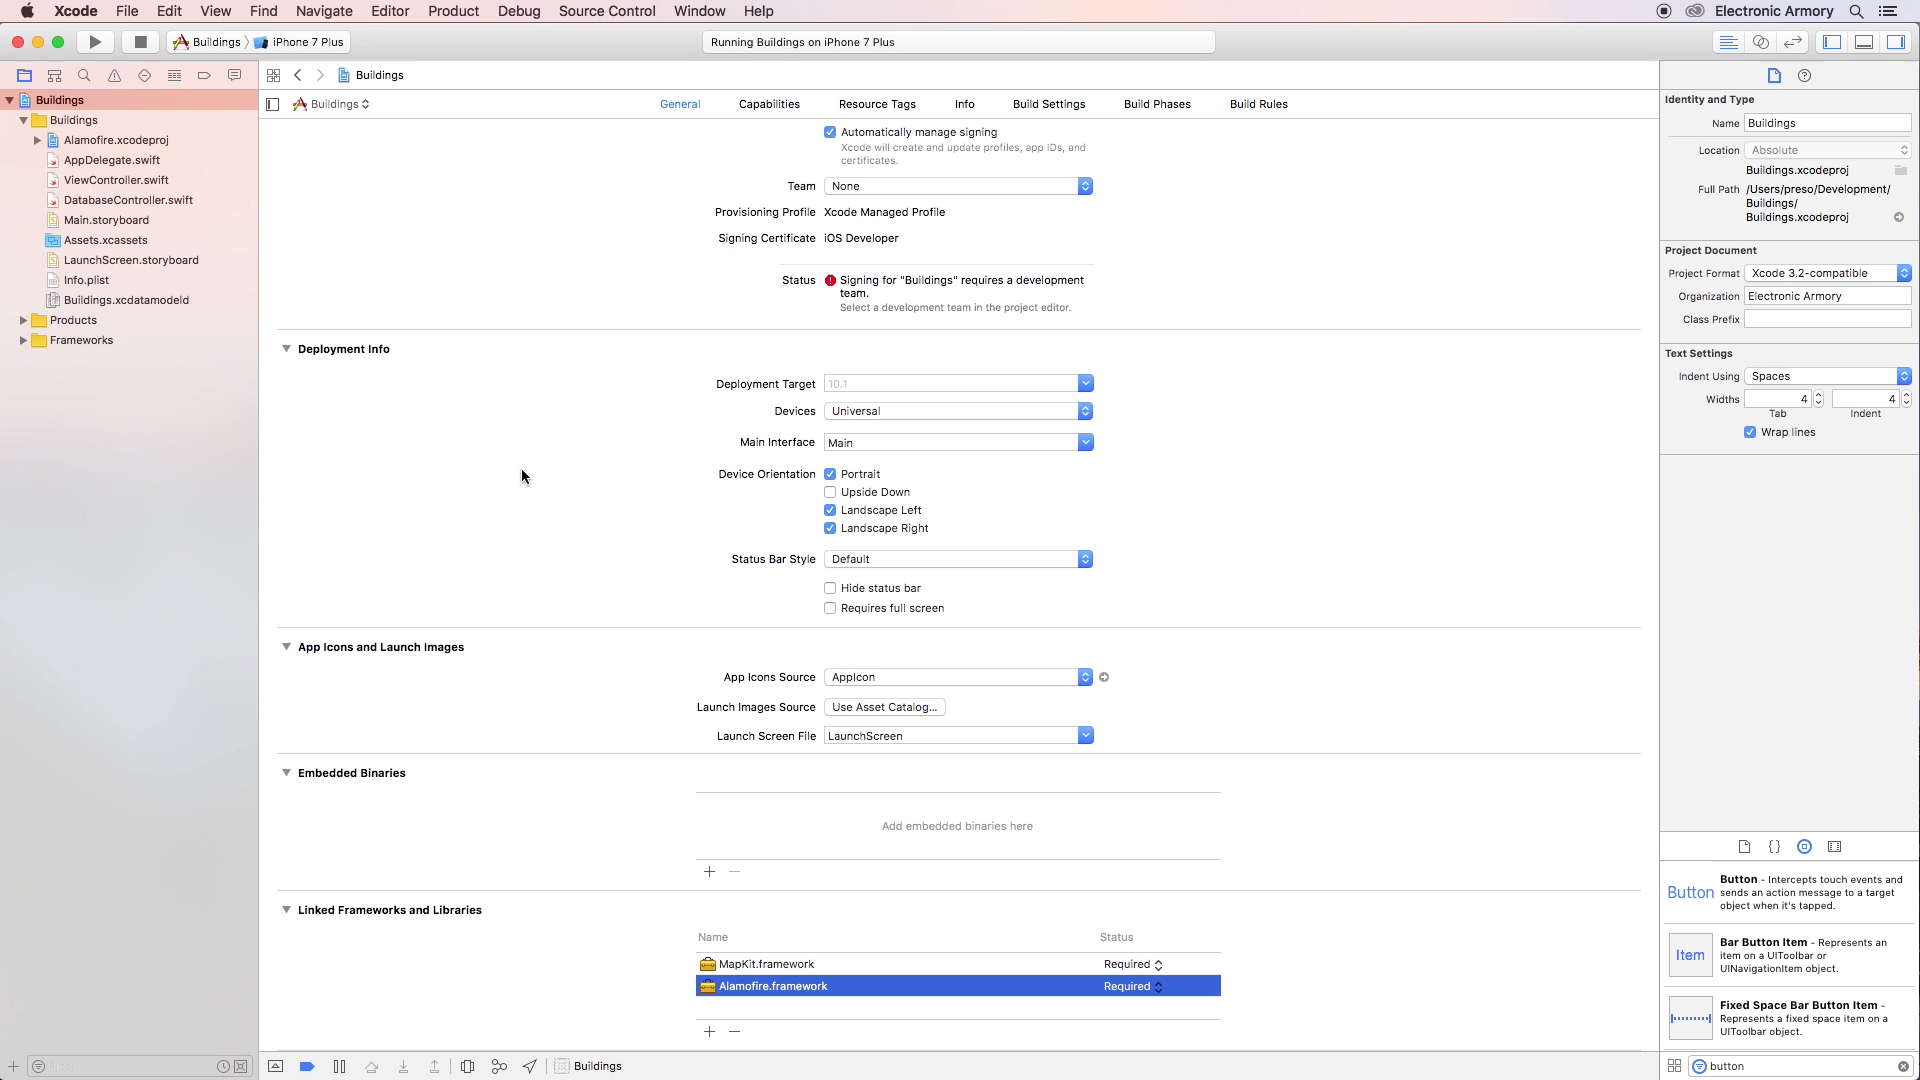 Xcode File Edit View Find Navigate Editor Product Debug Source Control Window Help Electronic Armory
Buildings iPhone 7 Plus Running Buildings on iPhone 7 Plus
Buildings
Buildings
Buildings
Alamofire.xcodeproj
AppDelegate.swift
ViewController.swift
DatabaseController.swift
Main.storyboard
Assets.xcassets
LaunchScreen.storyboard
Info.plist
Buildings.xcdatamodeld
Products
Frameworks
Buildings General Capabilities Resource Tags Info Build Settings Build Phases Build Rules
Automatically manage signing
Xcode will create and update profiles, app IDs, and
certificates.
Team None
Provisioning Profile Xcode Managed Profile
Signing Certificate iOS Developer
Status Signing for "Buildings" requires a development
team.
Select a development team in the project editor.
Deployment Info
Deployment Target 10.1
Devices Universal
Main Interface Main
Device Orientation Portrait
Upside Down
Landscape Left
Landscape Right
Status Bar Style Default
Hide status bar
Requires full screen
App Icons and Launch Images
App Icons Source AppIcon
Launch Images Source Use Asset Catalog...
Launch Screen File LaunchScreen
Embedded Binaries
Add embedded binaries here
Linked Frameworks and Libraries
Name Status
MapKit.framework Required
Alamofire.framework Required
Buildings
Identity and Type
Name Buildings
Location Absolute
Buildings.xcodeproj
Full Path /Users/preso/Development/
Buildings/
Buildings.xcodeproj
Project Document
Project Format Xcode 3.2-compatible
Organization Electronic Armory
Class Prefix
Text Settings
Indent Using Spaces
Widths 4 4
Tab Indent
Wrap lines
Button Button - Intercepts touch events and
sends an action message to a target
object when it's tapped.
Item Bar Button Item - Represents an
item on a UIToolbar or
UINavigationItem object.
Fixed Space Bar Button Item -
Represents a fixed space item on a
UIToolbar object.
button